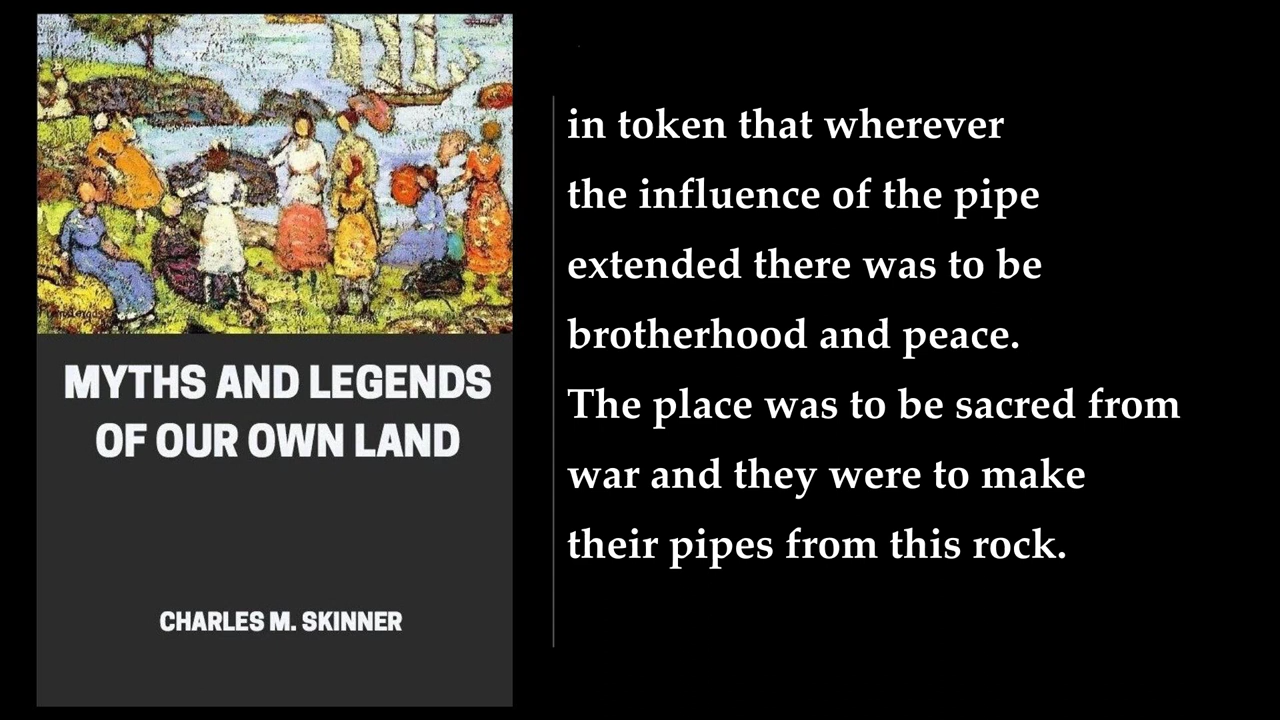 MYTHS AND LEGENDS
OF OUR OWN LAND
CHARLES M. SKINNER
in token that wherever
the influence of the pipe
extended there was to be
brotherhood and peace.
The place was to be sacred from
war and they were to make
their pipes from this rock.